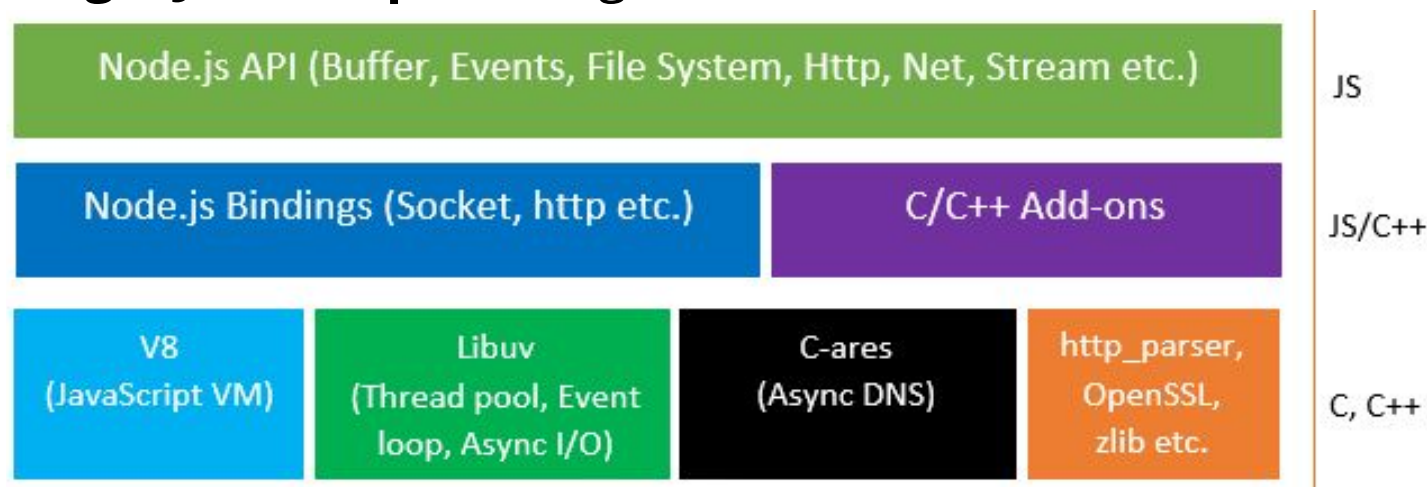 Node.js API (Buffer, Events, File System, Http, Net, Stream etc.)
JS
Node.js Bindings (Socket, http etc.)
C/C++ Add-ons
JS/C++
V8
(JavaScript VM)
Libuv
(Thread pool, Event
loop, Async I/O)
C-ares
(Async DNS)
http_parser,
OpenSSL,
zlib etc.
C, C++